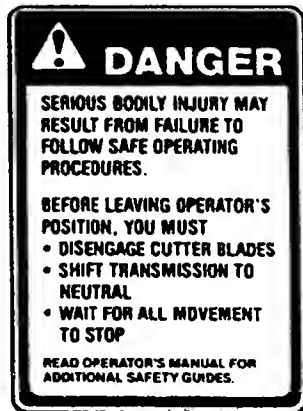 DANGER
SERIOUS BODILY INJURY MAY
RESULT FROM FAILURE TO
FOLLOW SAFE OPERATING
PROCEDURES.
BEFORE LEAVING OPERATOR'S
POSITION, YOU MUST
• DISENGAGE CUTTER BLADES
• SHIFT TRANSMISSION TO
NEUTRAL
• WAIT FOR ALL MOVEMENT
TO STOP
READ OPERATOR'S MANUAL FOR
ADDITIONAL SAFETY GUIDES.